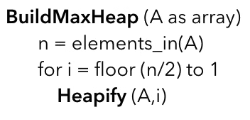 BuildMaxHeap (A as array)
n = elements_in(A)
for i = floor (n/2) to 1
Heapify (A,i)